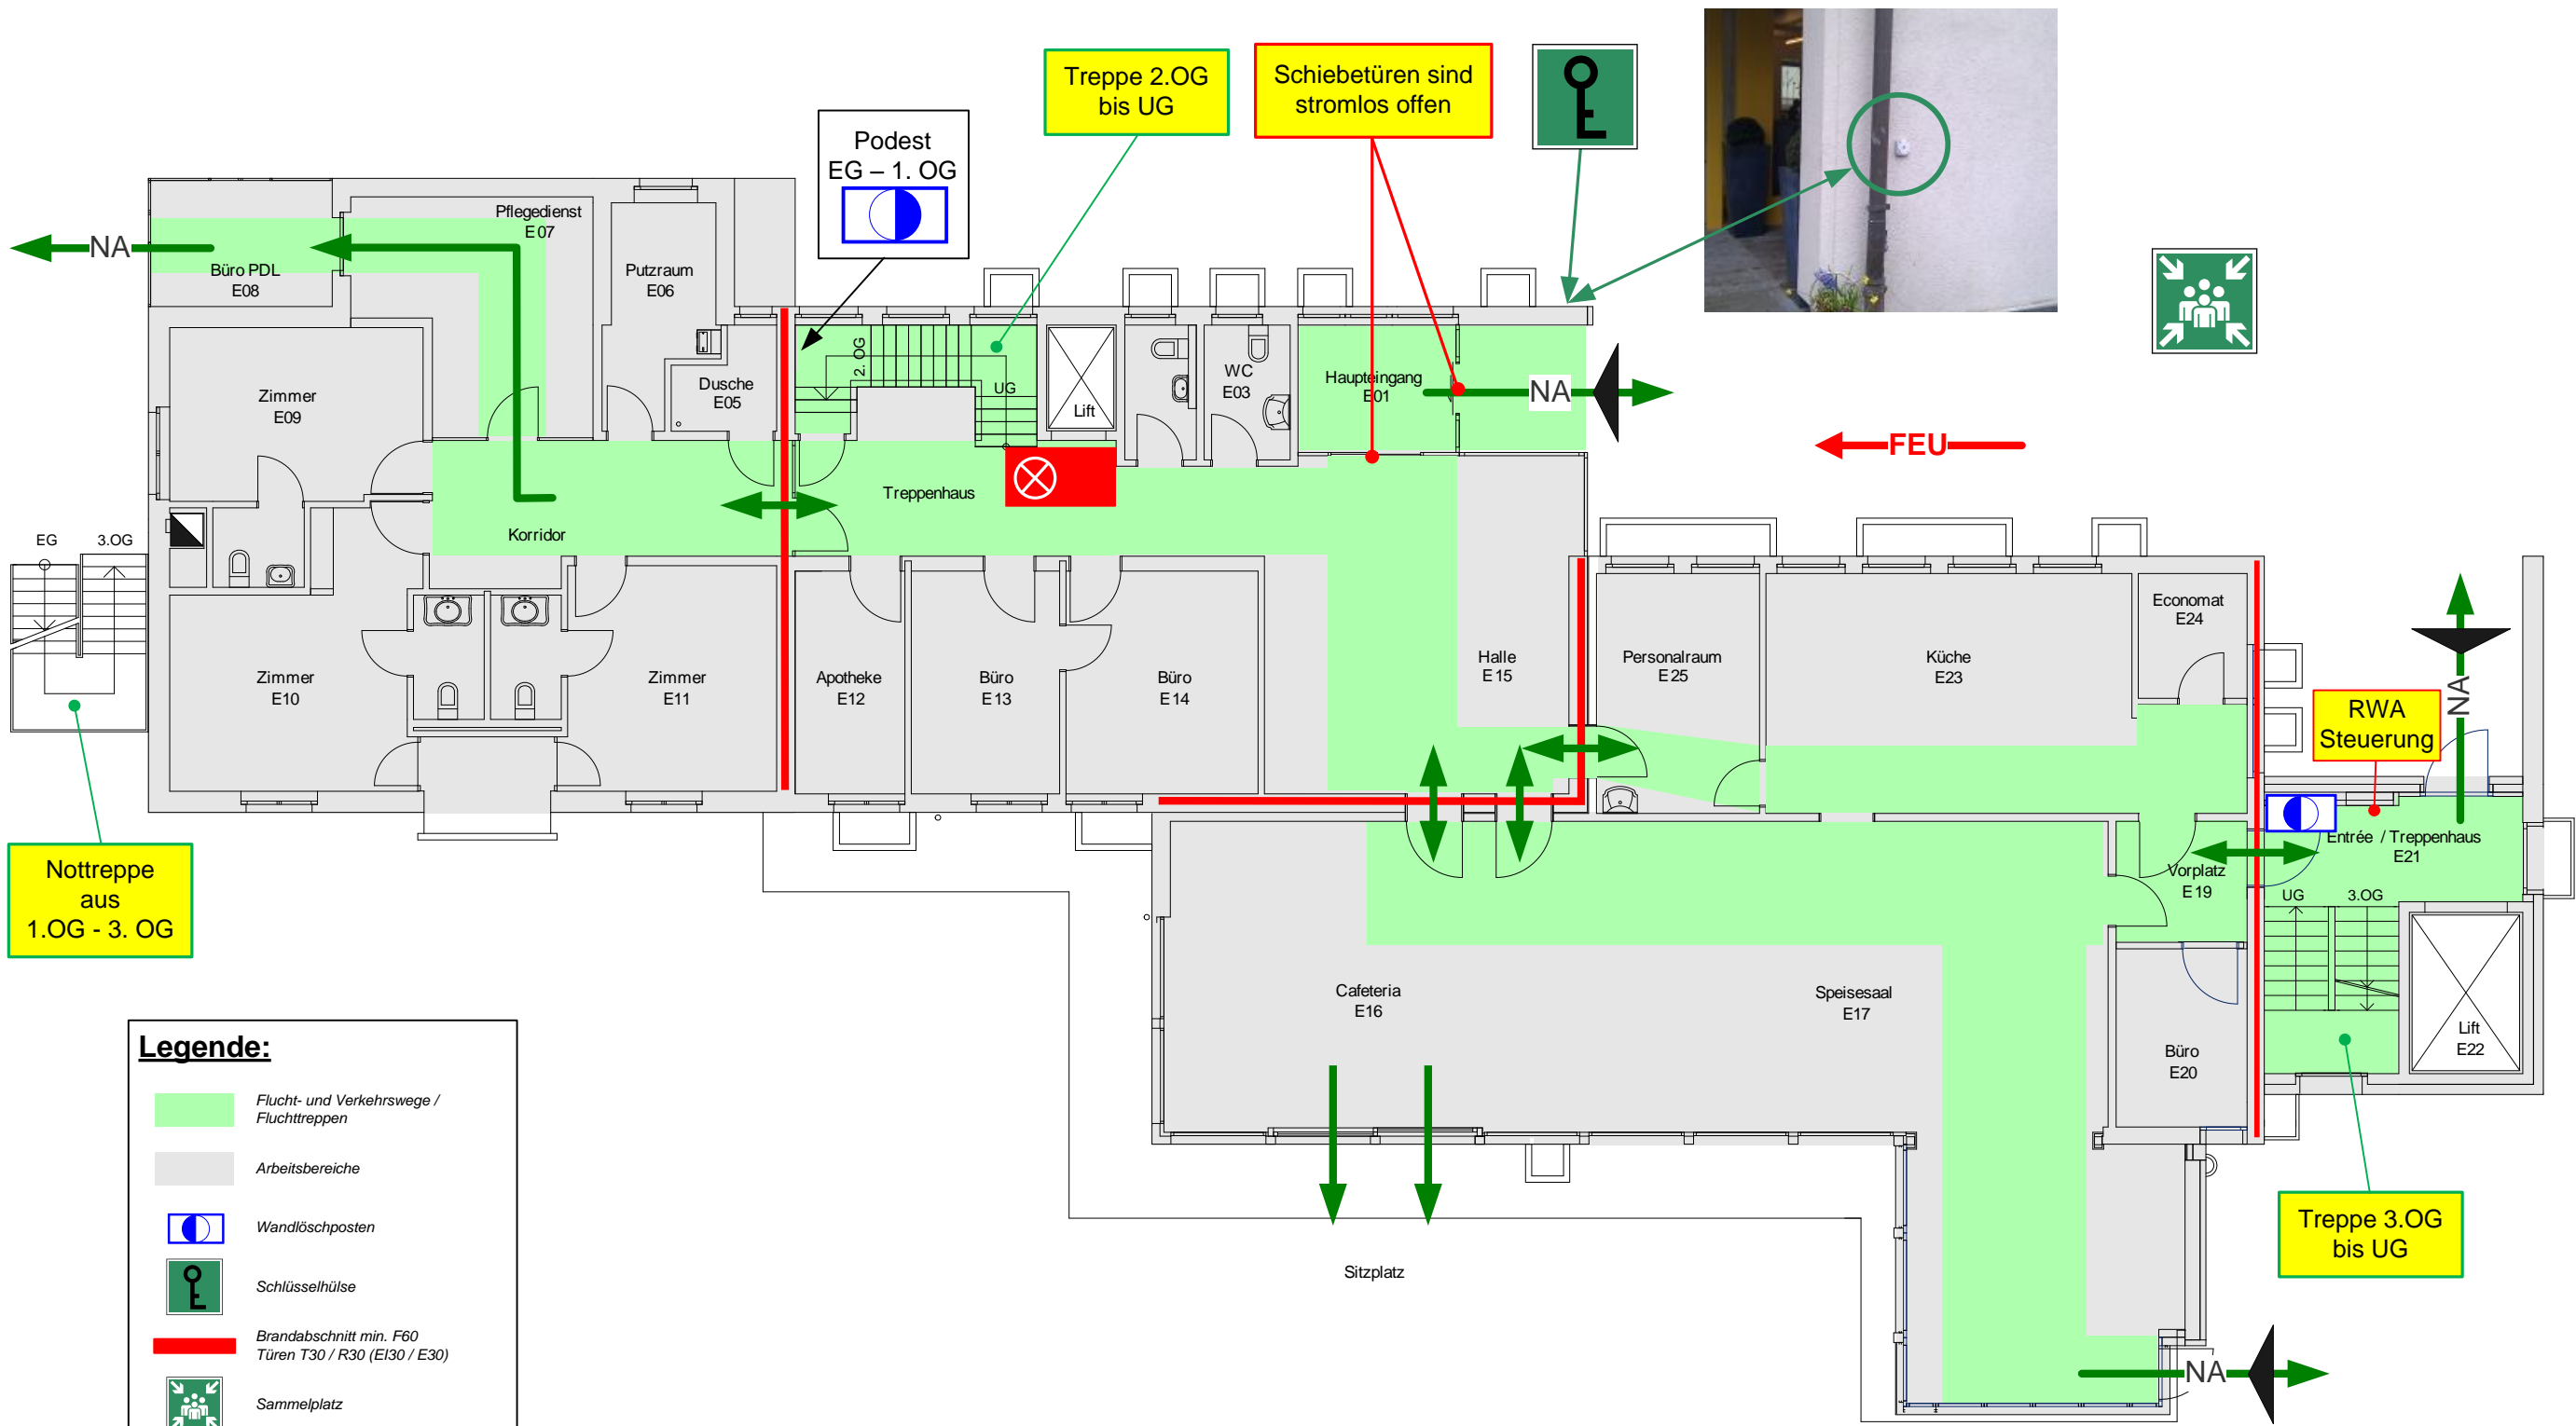 Treppe 2.OG
bis UG
Schiebetüren sind
stromlos offen
Podest
EG – 1. OG
Pflegedienst
E07
NA
Büro PDL
E08
Putzraum
E06
2. OG
UG
Dusche
E05
Lift
WC
E03
Haupteingang
E01
NA
FEU
Zimmer
E09
Treppenhaus
Korridor
EG
3.OG
Zimmer
E10
Zimmer
E11
Apotheke
E12
Büro
E13
Büro
E14
Halle
E15
Personalraum
E25
Küche
E23
Economat
E24
NA
RWA
Steuerung
Entrée / Treppenhaus
E21
Vorplatz
E19
UG
3.OG
Nottreppe
aus
1.OG - 3. OG
Cafeteria
E16
Speisesaal
E17
Büro
E20
Lift
E22
Treppe 3.OG
bis UG
Sitzplatz
NA
Legende:
Flucht- und Verkehrswege /
Fluchttreppen
Arbeitsbereiche
Wandlöschposten
Schlüsselhülse
Brandabschnitt min. F60
Türen T30 / R30 (EI30 / E30)
Sammelplatz